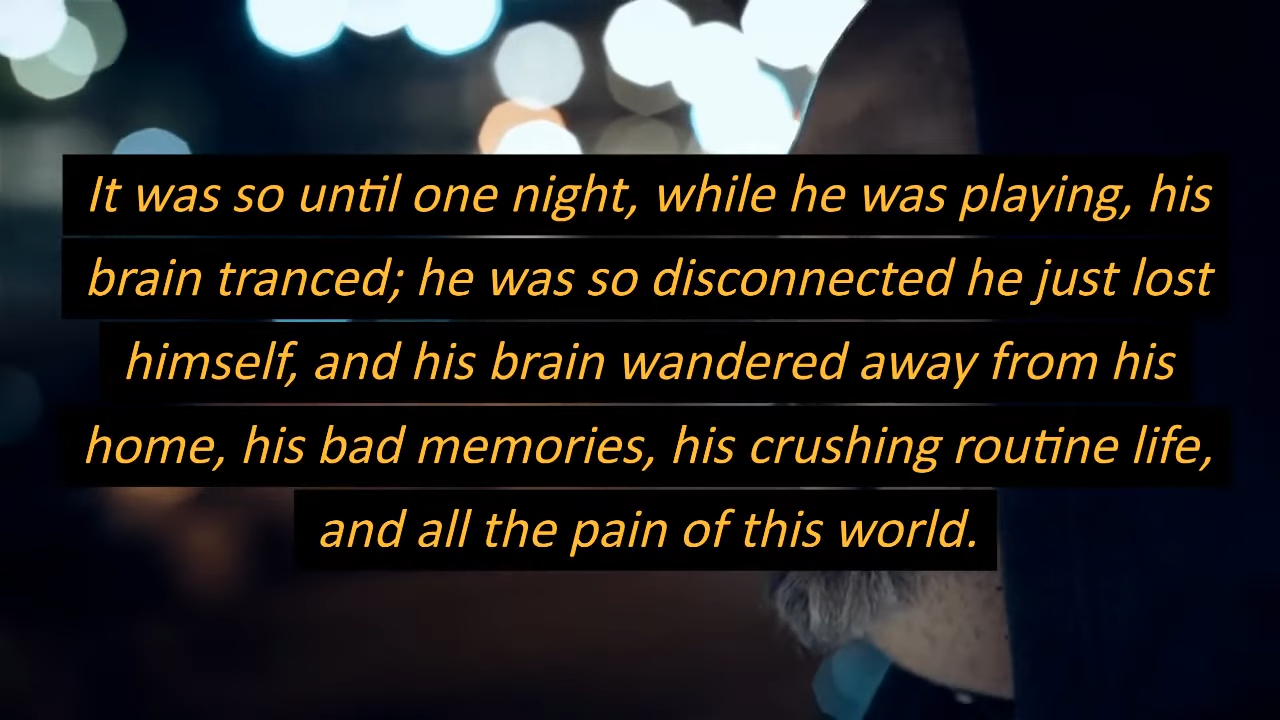 It was so until one night, while he was playing, his
brain tranced; he was so disconnected he just lost
himself, and his brain wandered away from his
home, his bad memories, his crushing routine life,
and all the pain of this world.